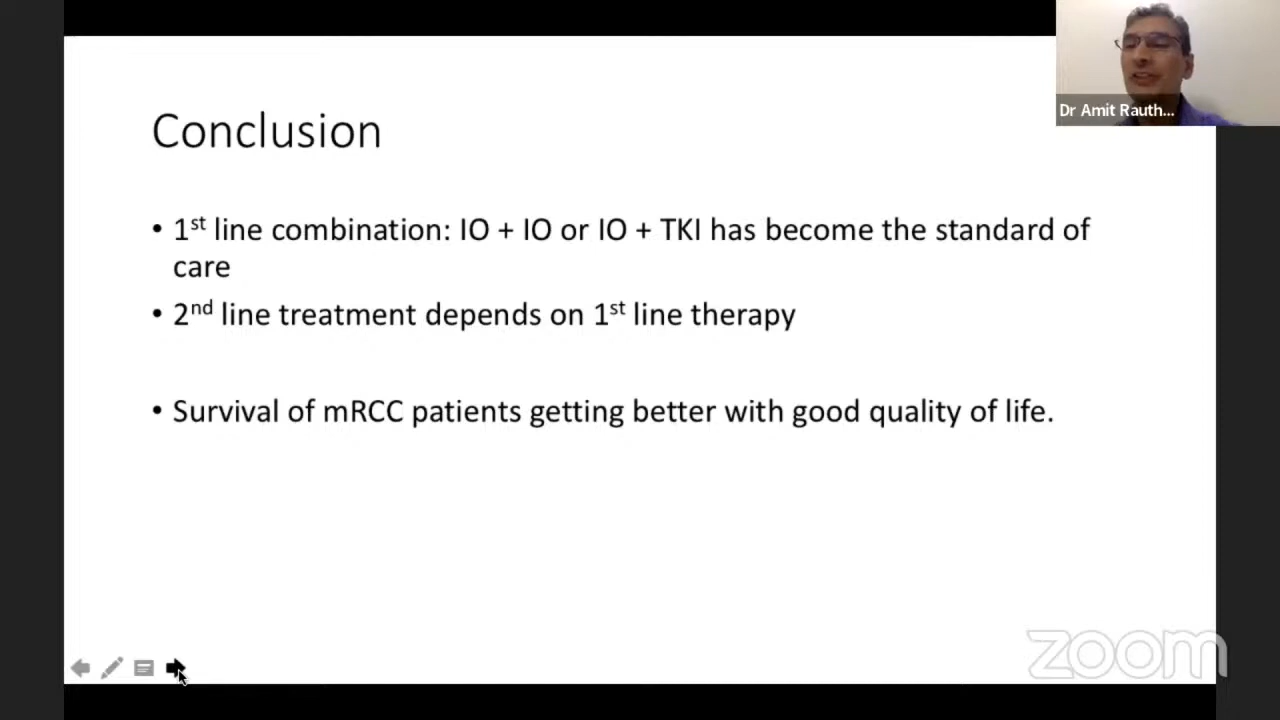 Dr Amit Rauth...
Conclusion
• 1st line combination: IO + IO or IO + TKI has become the standard of
care
• 2nd line treatment depends on 1st line therapy
• Survival of mRCC patients getting better with good quality of life.
zoom